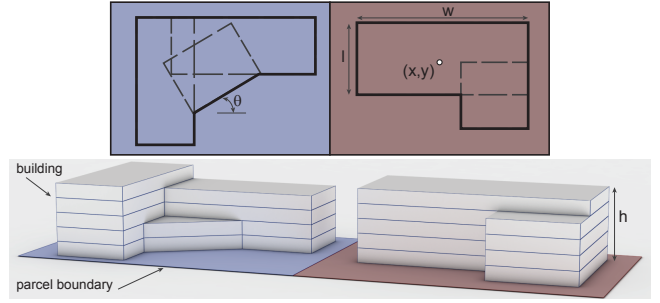 w
l
(x,y)
θ
building
h
parcel boundary